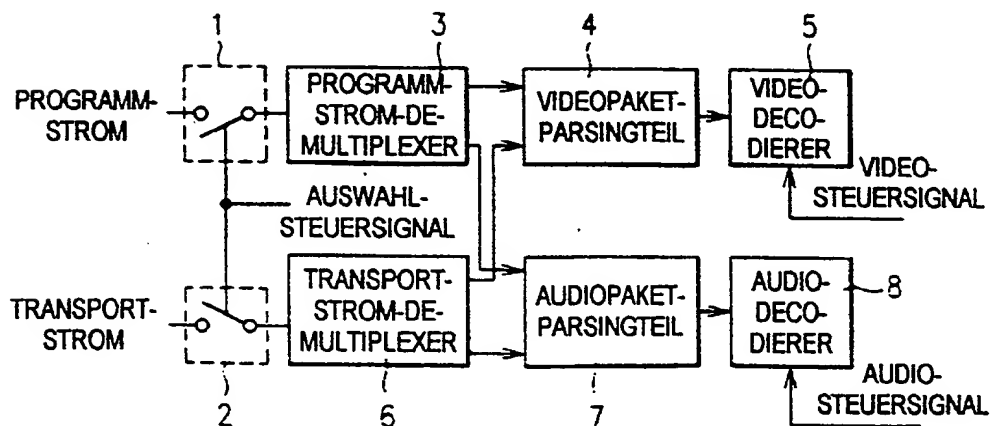 1
3
4
5
PROGRAMM-
STROM
PROGRAMM-
STROM-DE-
MULTIPLEXER
VIDEOPAKET-
PARSINGTEIL
VIDEO-
DECO-
DIERER
VIDEO-
STEUERSIGNAL
AUSWAHL-
STEUERSIGNAL
TRANSPORT-
STROM
TRANSPORT-
STROM-DE-
MULTIPLEXER
AUDIOPAKET-
PARSINGTEIL
AUDIO-
DECO-
DIERER
8
2
6
7
AUDIO-
STEUERSIGNAL